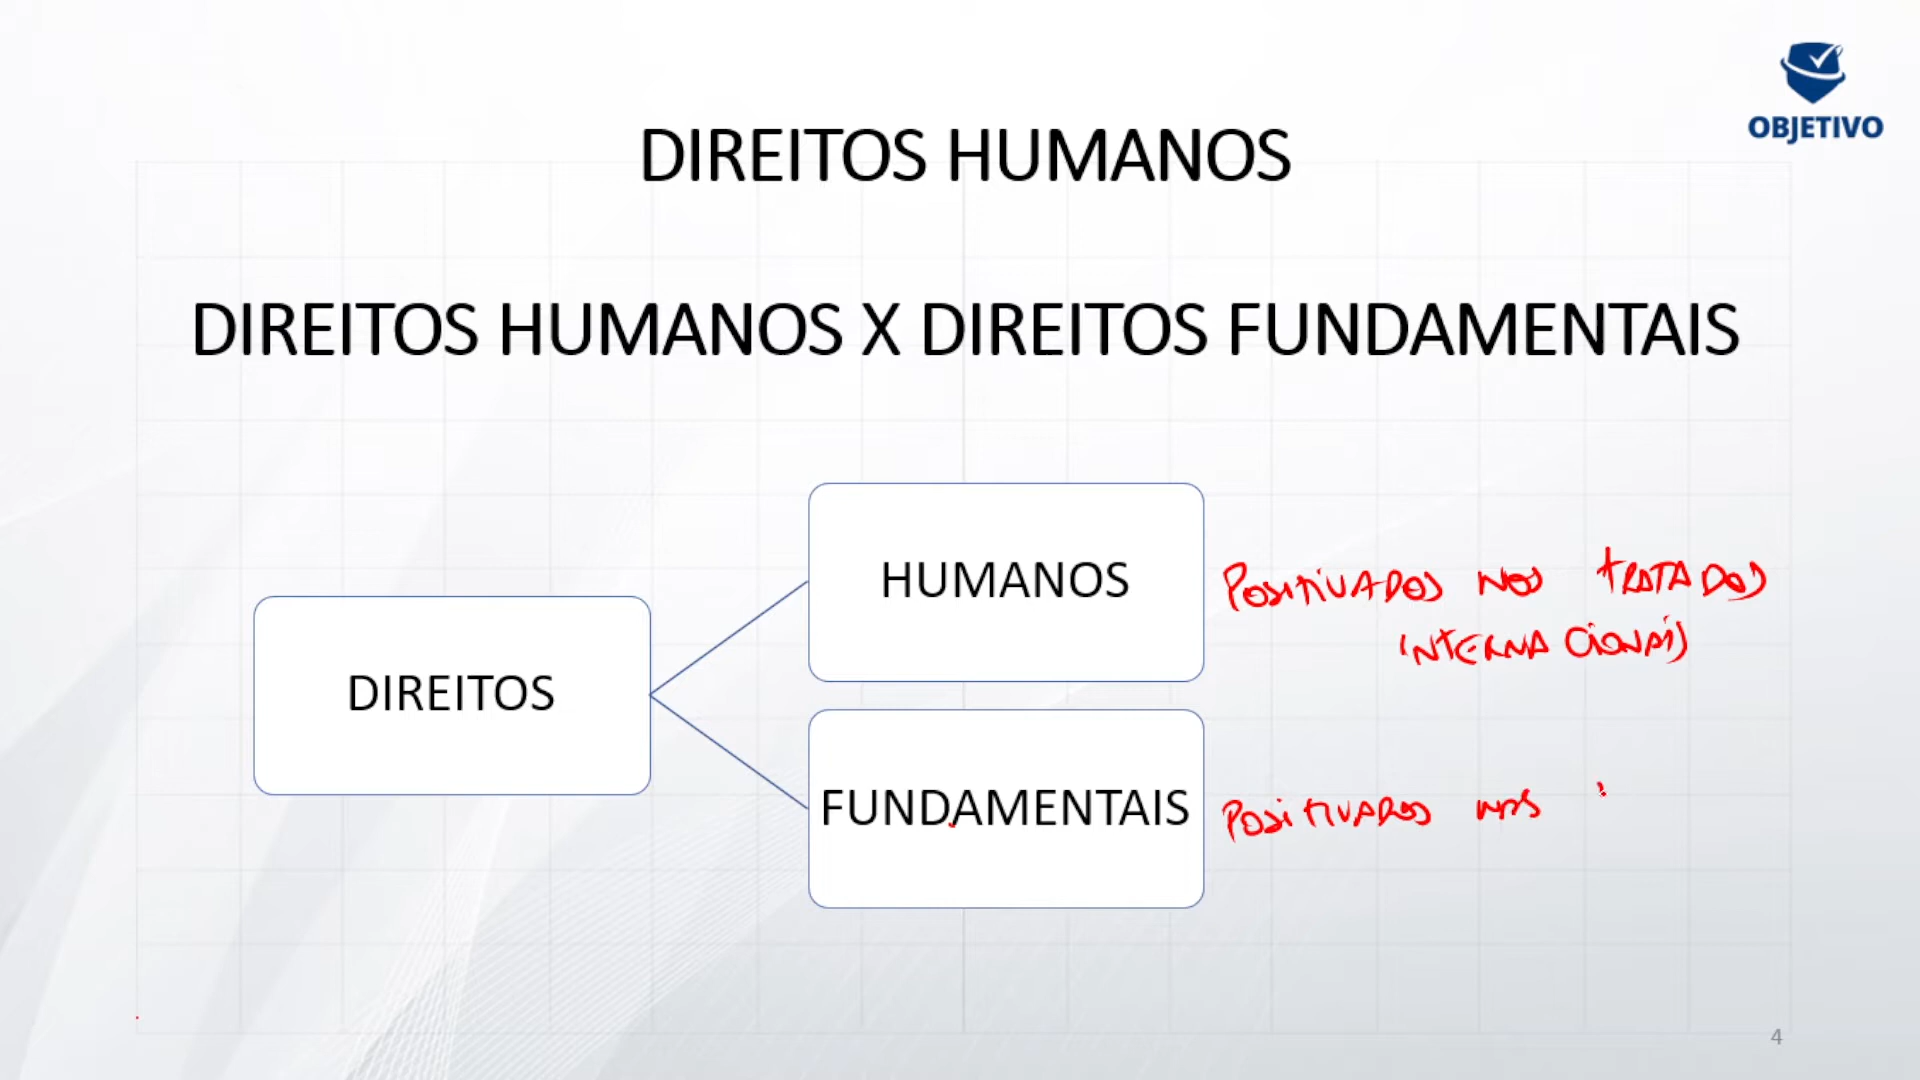 OBJETIVO
DIREITOS HUMANOS
DIREITOS HUMANOS X DIREITOS FUNDAMENTAIS
HUMANOS
POSITIVADOS NOS TRATADOS
INTERNACIONAIS
DIREITOS
FUNDAMENTAIS
POSITIVADOS NAS
4